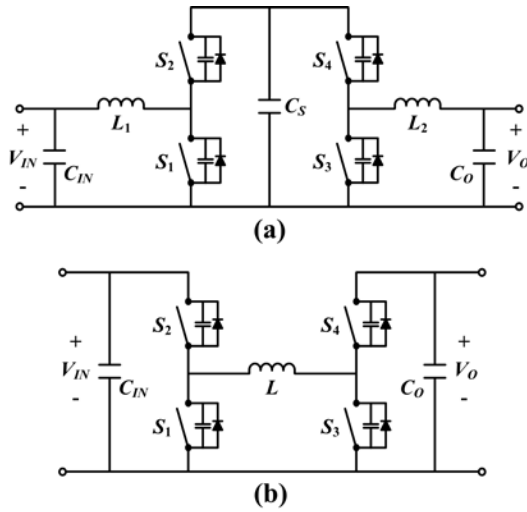 S2
S4
CS
L1
L2
+
VIN
-
CIN
S1
S3
CO
+
VO
-
(a)
S2
S4
+
VIN
-
CIN
L
CO
+
VO
-
S1
S3
(b)